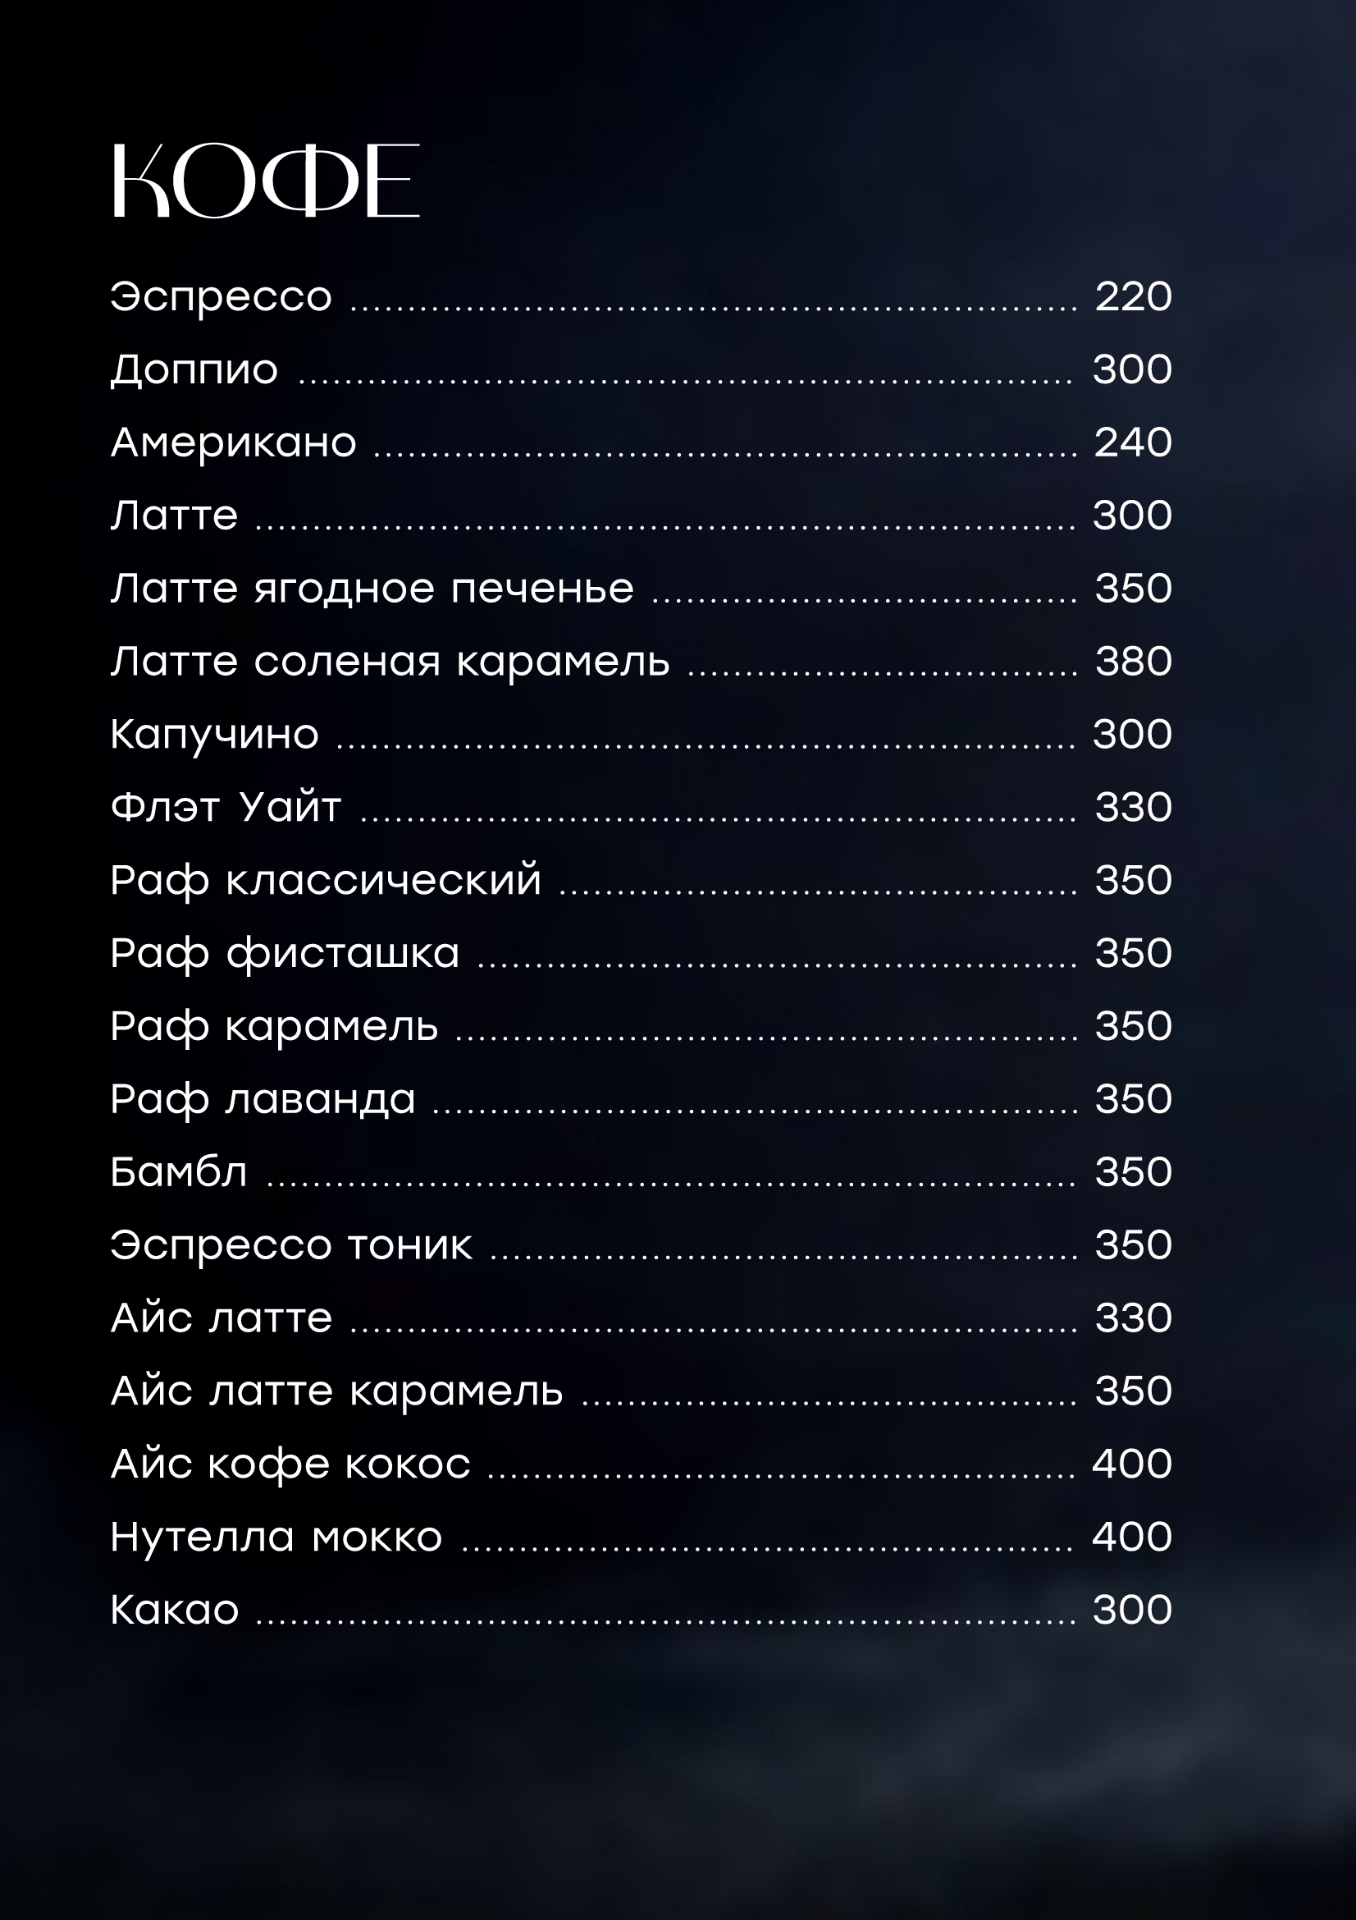 КОФЕ
Эспрессо ........ 220
Доппио ........ 300
Американо ........ 240
Латте ........ 300
Латте ягодное печенье ........ 350
Латте соленая карамель ........ 380
Капучино ........ 300
Флэт Уайт ........ 330
Раф классический ........ 350
Раф фисташка ........ 350
Раф карамель ........ 350
Раф лаванда ........ 350
Бамбл ........ 350
Эспрессо тоник ........ 350
Айс латте ........ 330
Айс латте карамель ........ 350
Айс кофе кокос ........ 400
Нутелла мокко ........ 400
Какао ........ 300